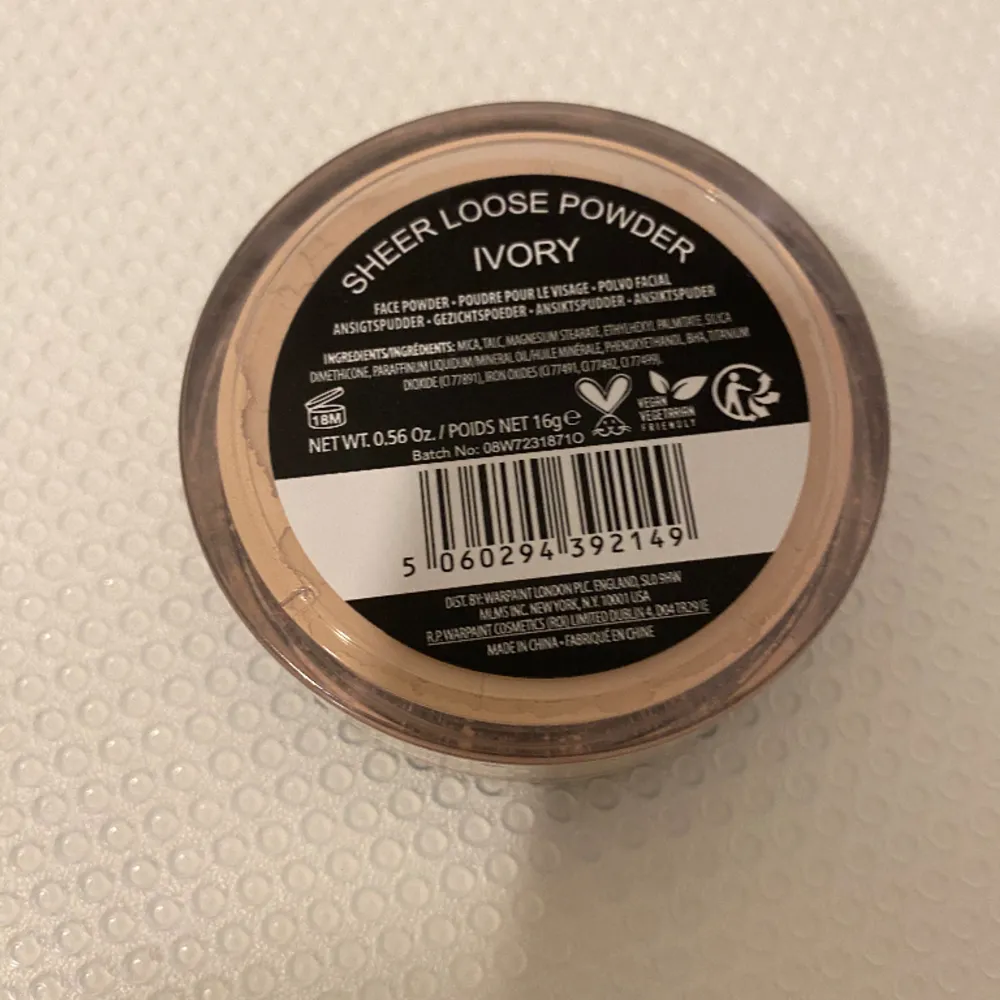 SHEER LOOSE POWDER
IVORY
FACE POWDER • POUDRE POUR LE VISAGE • POLVO FACIAL
ANSIGTSPUDDER • GEZICHTSPOEDER • ANSIKTSPUDDER • ANSIKTSPUDER
INGREDIENTS/INGRÉDIENTS: MICA, TALC, MAGNESIUM STEARATE, ETHYLHEXYL PALMITATE, SILICA
DIMETHICONE, PARAFFINUM LIQUIDUM/MINERAL OIL/HUILE MINÉRALE, PHENOXYETHANOL, BHA, TITANIUM
DIOXIDE (CI 77891), IRON OXIDES (CI 77491, CI 77492, CI 77499).
18M
VEGAN
VEGETARIAN
FRIENDLY
NET WT. 0.56 Oz. / POIDS NET 16g℮
Batch No: 08W7231871O
5 060294 392149
DIST. BY: WARPAINT LONDON PLC. ENGLAND, SL0 9HW
MLMS INC. NEW YORK, N.Y. 10001 USA
R.P WARPAINT COSMETICS (ROI) LIMITED DUBLIN 4, D04 TR29 IE
MADE IN CHINA • FABRIQUÉ EN CHINE